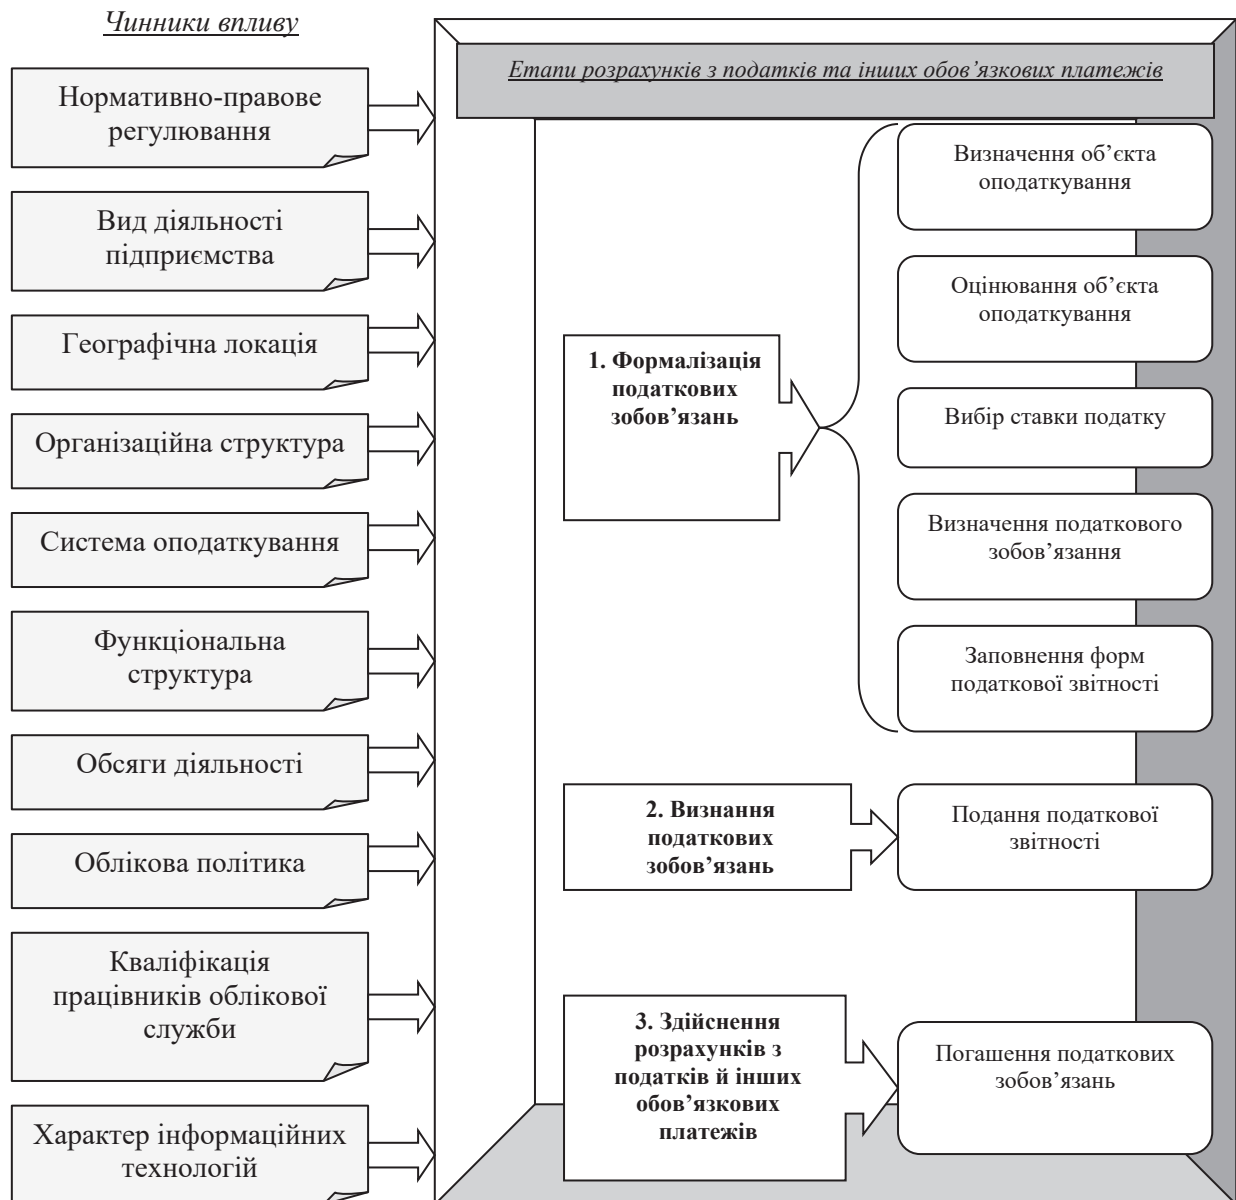 Чинники впливу
Нормативно-правове
регулювання
Вид діяльності
підприємства
Географічна локація
Організаційна структура
Система оподаткування
Функціональна
структура
Обсяги діяльності
Облікова політика
Кваліфікація
працівників облікової
служби
Характер інформаційних
технологій
Етапи розрахунків з податків та інших обов’язкових платежів
1. Формалізація
податкових
зобов’язань
Визначення об’єкта
оподаткування
Оцінювання об’єкта
оподаткування
Вибір ставки податку
Визначення податкового
зобов’язання
Заповнення форм
податкової звітності
2. Визнання
податкових
зобов’язань
Подання податкової
звітності
3. Здійснення
розрахунків з
податків й інших
обов’язкових
платежів
Погашення податкових
зобов’язань